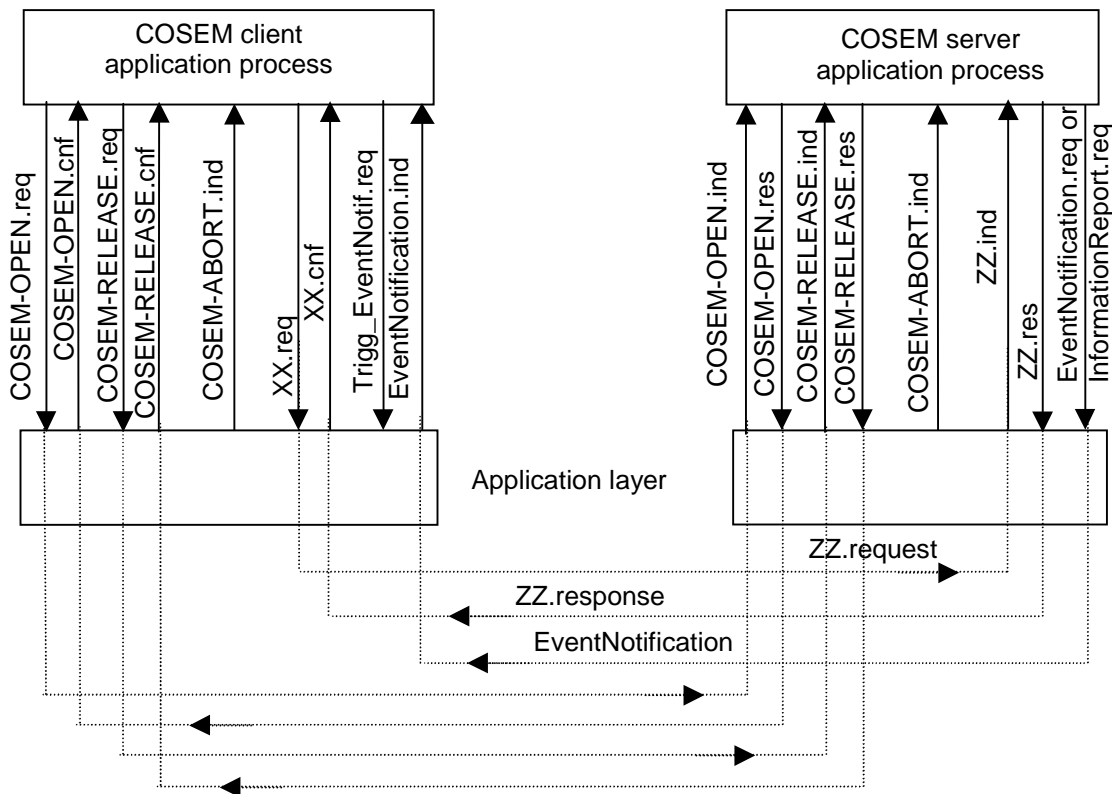 COSEM client
application process
COSEM server
application process
COSEM-OPEN.req
COSEM-OPEN.cnf
COSEM-RELEASE.req
COSEM-RELEASE.cnf
COSEM-ABORT.ind
XX.req
XX.cnf
Trigg_EventNotif.req
EventNotification.ind
COSEM-OPEN.ind
COSEM-OPEN.res
COSEM-RELEASE.ind
COSEM-RELEASE.res
COSEM-ABORT.ind
ZZ.ind
ZZ.res
EventNotification.req or
InformationReport.req
Application layer
ZZ.request
ZZ.response
EventNotification